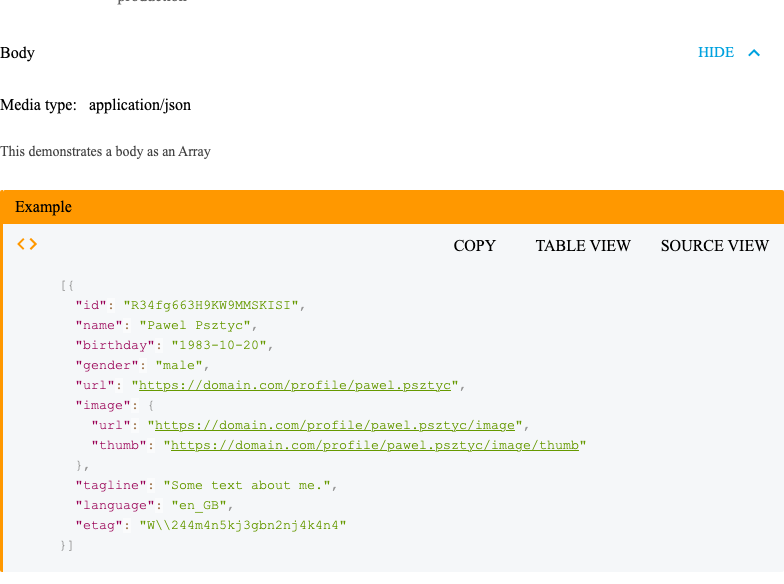 production
Body HIDE
Media type: application/json
This demonstrates a body as an Array
Example
<> COPY TABLE VIEW SOURCE VIEW
[{
  "id": "R34fg663H9KW9MMSKISI",
  "name": "Pawel Psztyc",
  "birthday": "1983-10-20",
  "gender": "male",
  "url": "https://domain.com/profile/pawel.psztyc",
  "image": {
    "url": "https://domain.com/profile/pawel.psztyc/image",
    "thumb": "https://domain.com/profile/pawel.psztyc/image/thumb"
  },
  "tagline": "Some text about me.",
  "language": "en_GB",
  "etag": "W\\244m4n5kj3gbn2nj4k4n4"
}]